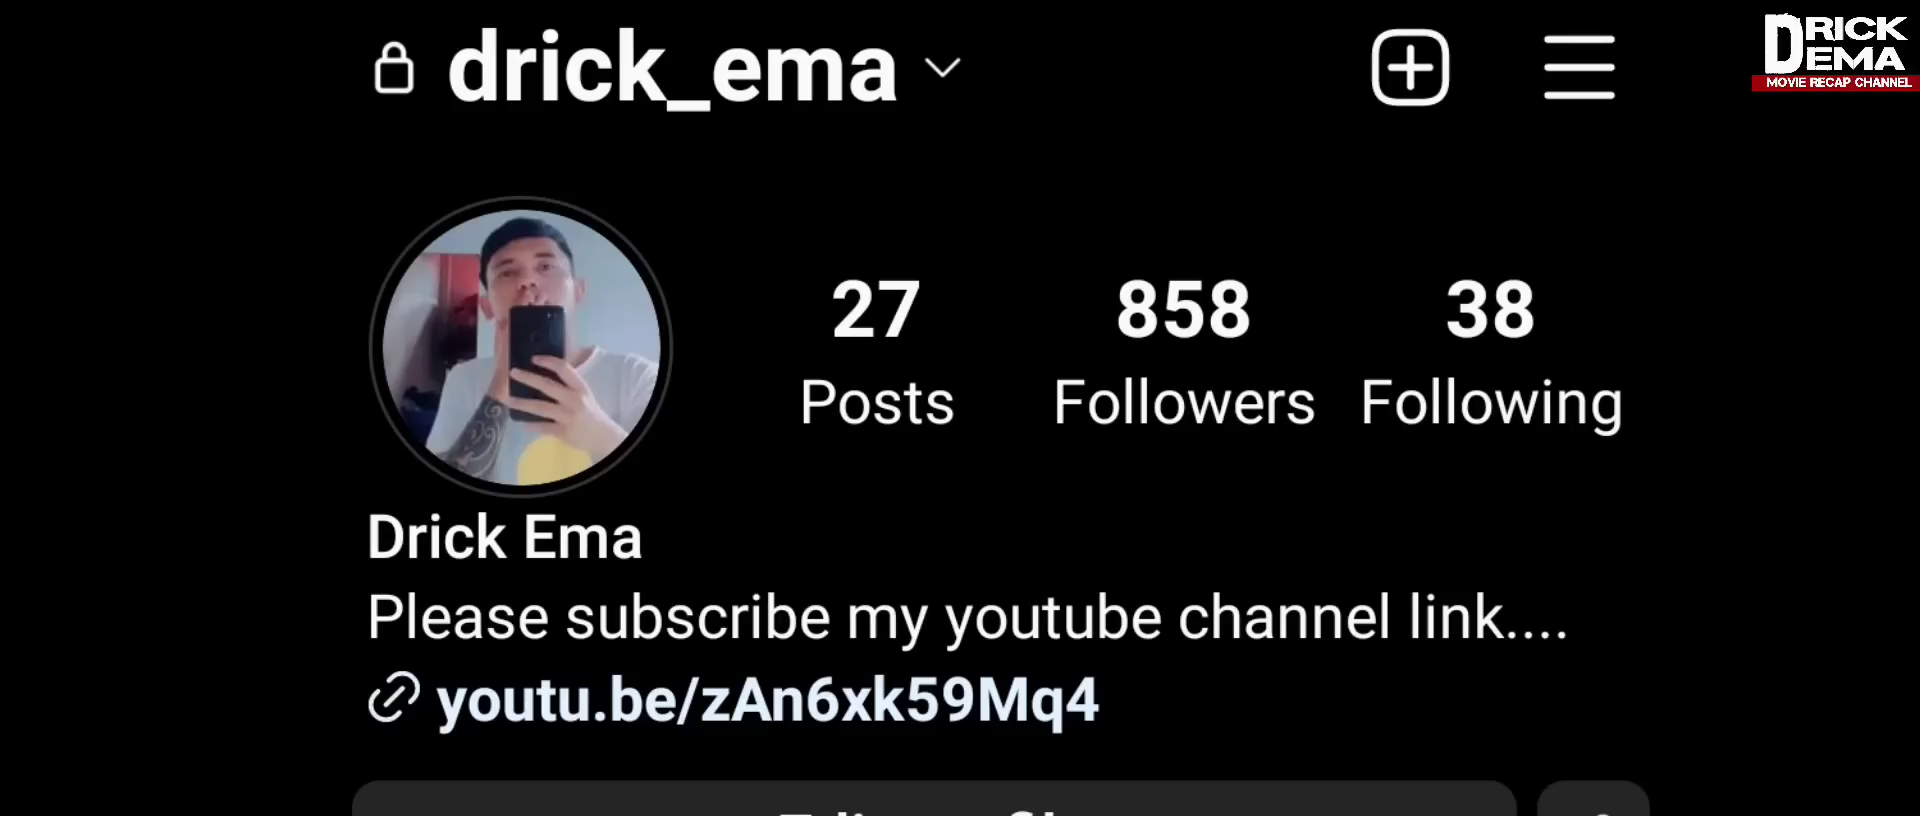 drick_ema
DRICK
DEMA
MOVIE RECAP CHANNEL
27
858
38
Posts
Followers
Following
Drick Ema
Please subscribe my youtube channel link....
youtu.be/zAn6xk59Mq4